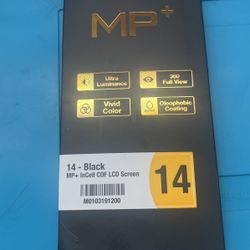 MP+
Ultra
Luminance
360
Full View
Vivid
Color
Oleophobic
Coating
14 - Black
MP+ InCell COF LCD Screen
M0103191200
14